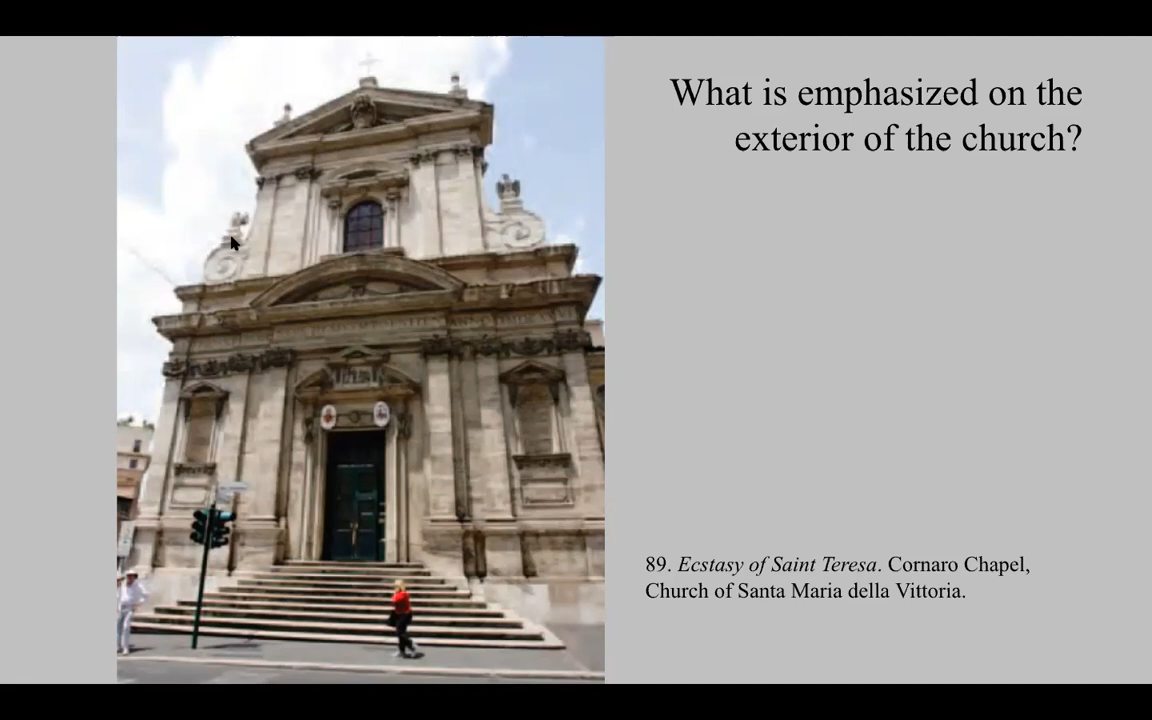 What is emphasized on the
exterior of the church?
89. Ecstasy of Saint Teresa. Cornaro Chapel,
Church of Santa Maria della Vittoria.